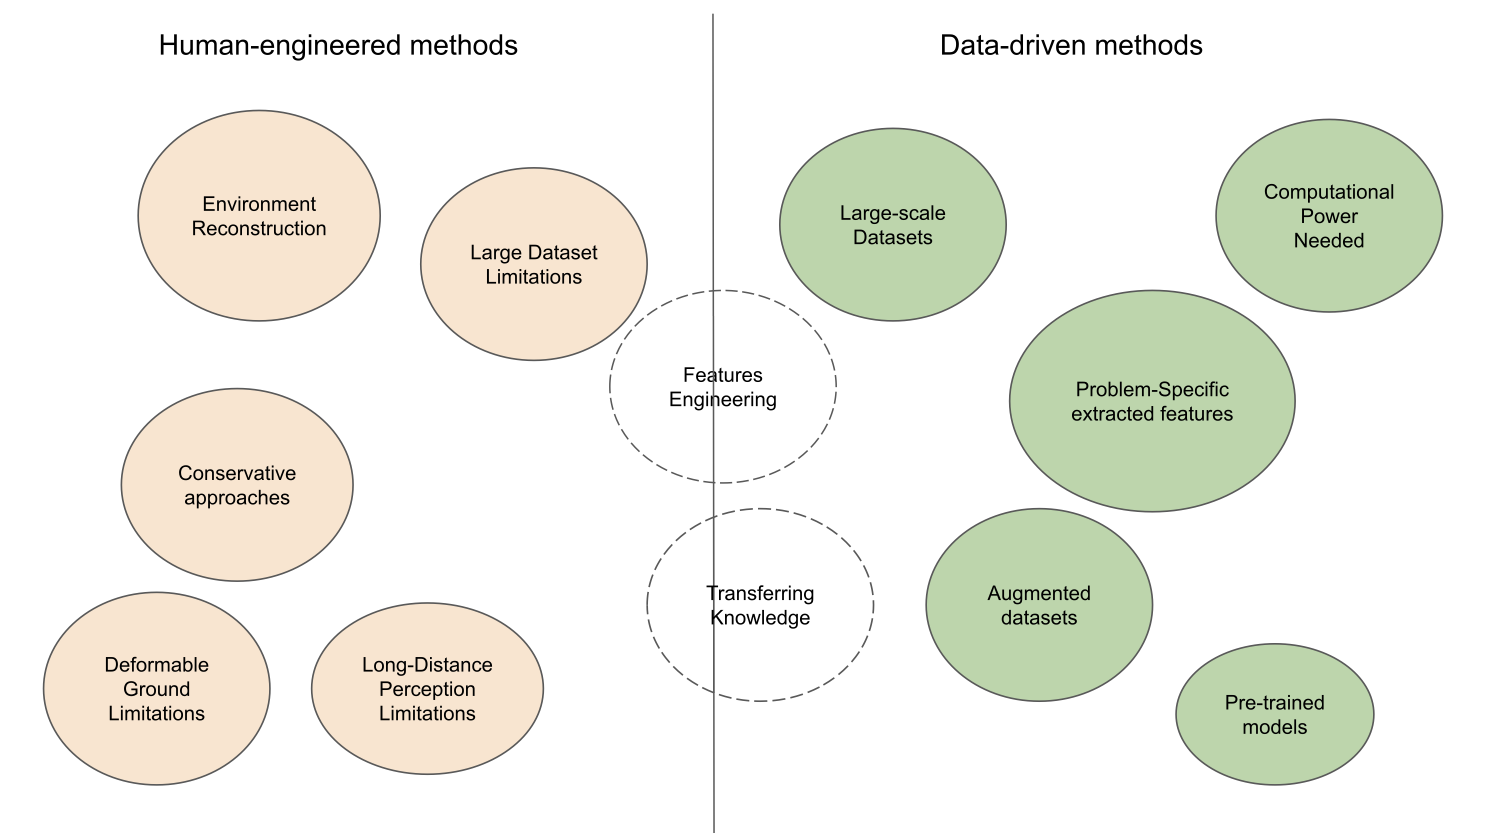 Human-engineered methods
Data-driven methods
Environment
Reconstruction
Large Dataset
Limitations
Large-scale
Datasets
Computational
Power
Needed
Features
Engineering
Problem-Specific
extracted features
Conservative
approaches
Transferring
Knowledge
Augmented
datasets
Deformable
Ground
Limitations
Long-Distance
Perception
Limitations
Pre-trained
models